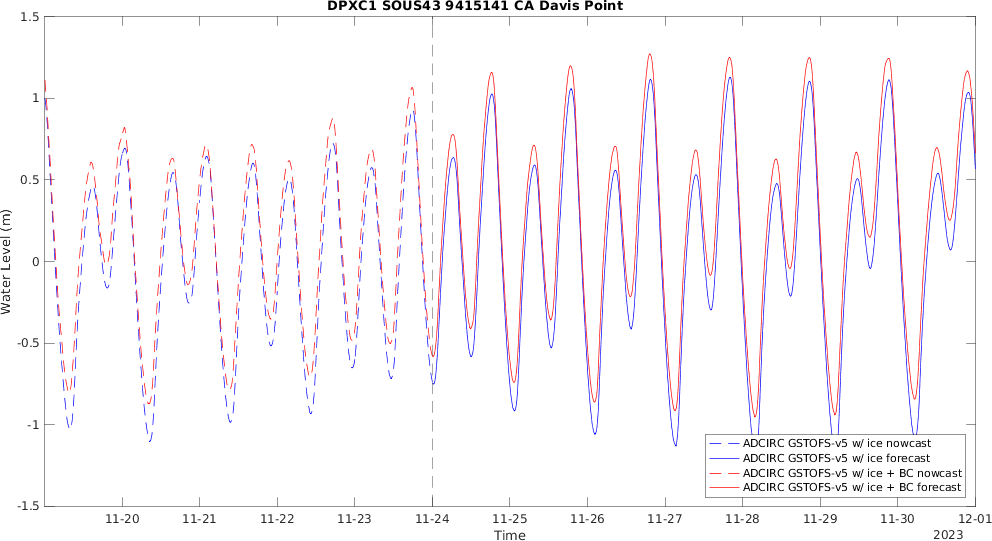 DPXC1 SOUS43 9415141 CA Davis Point
1.5
1
0.5
0
-0.5
-1
-1.5
Water Level (m)
ADCIRC GSTOFS-v5 w/ ice nowcast
ADCIRC GSTOFS-v5 w/ ice forecast
ADCIRC GSTOFS-v5 w/ ice + BC nowcast
ADCIRC GSTOFS-v5 w/ ice + BC forecast
11-20 11-21 11-22 11-23 11-24 11-25 11-26 11-27 11-28 11-29 11-30 12-01
Time
2023